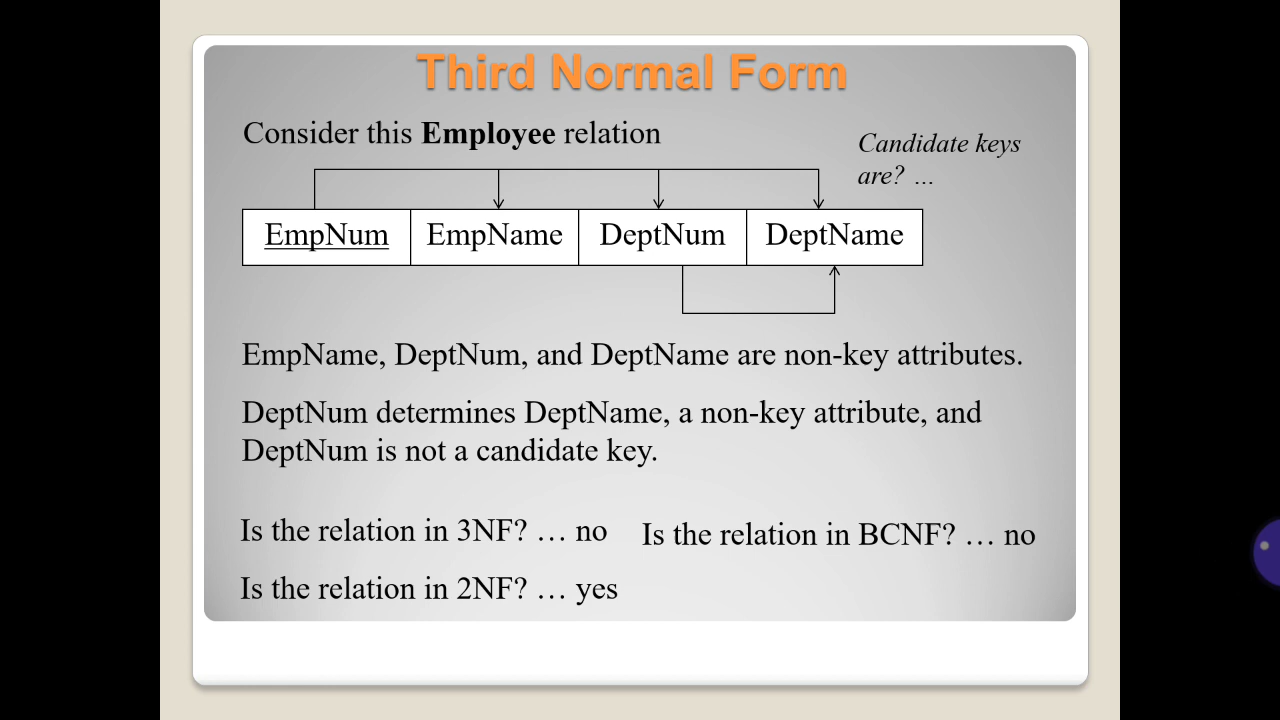 Third Normal Form
Consider this Employee relation
Candidate keys
are? ...
EmpNum EmpName DeptNum DeptName
EmpName, DeptNum, and DeptName are non-key attributes.
DeptNum determines DeptName, a non-key attribute, and
DeptNum is not a candidate key.
Is the relation in 3NF? … no Is the relation in BCNF? … no
Is the relation in 2NF? … yes